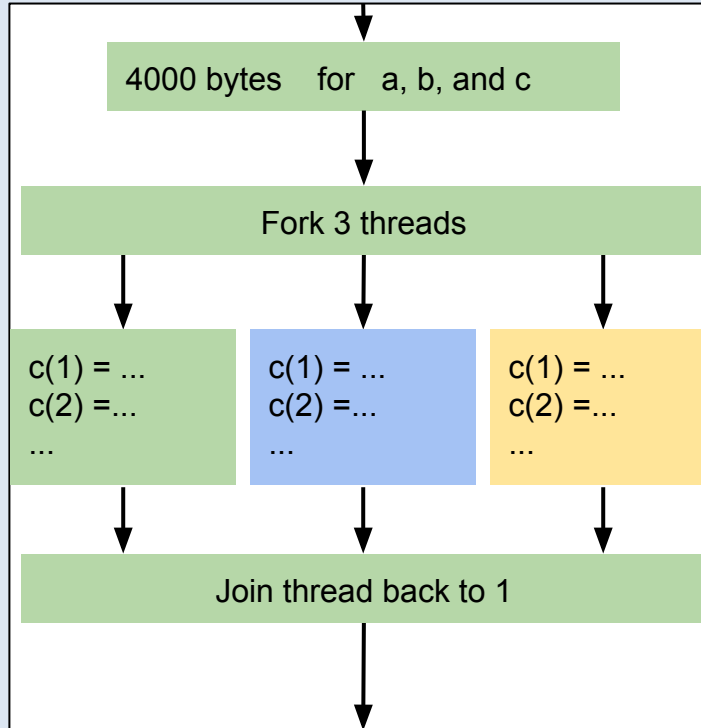 4000 bytes for a, b, and c
Fork 3 threads
c(1) = ...
c(2) =...
...
c(1) = ...
c(2) =...
...
c(1) = ...
c(2) =...
...
Join thread back to 1